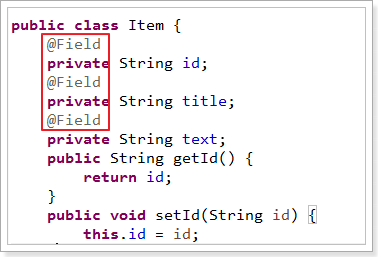 public class Item {
@Field
private String id;
@Field
private String title;
@Field
private String text;
public String getId() {
return id;
}
public void setId(String id) {
this.id = id;
}